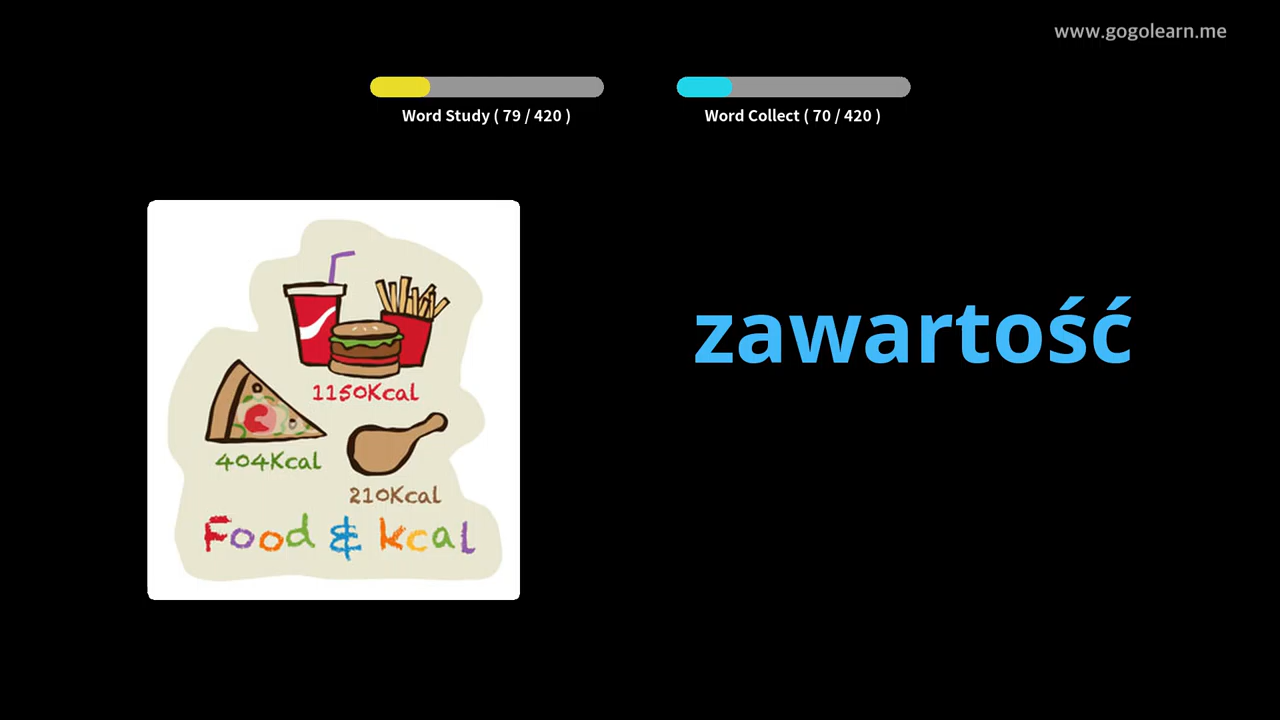 www.gogolearn.me
Word Study ( 79 / 420 )
Word Collect ( 70 / 420 )
1150Kcal
404Kcal
210Kcal
Food & kcal
zawartość